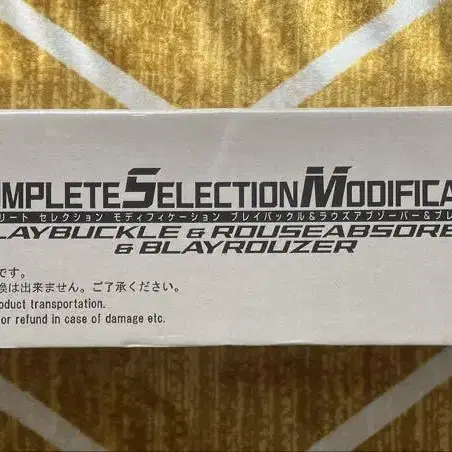 OMPLETE SELECTION MODIFICA
リート セレクション モディフィケーション ブレイバックル&ラウズアブソーバー&ブレ
LAYBUCKLE & ROUSEABSORBE
& BLAYROUZER
です。
換は出来ません。ご了承ください。
oduct transportation.
or refund in case of damage etc.